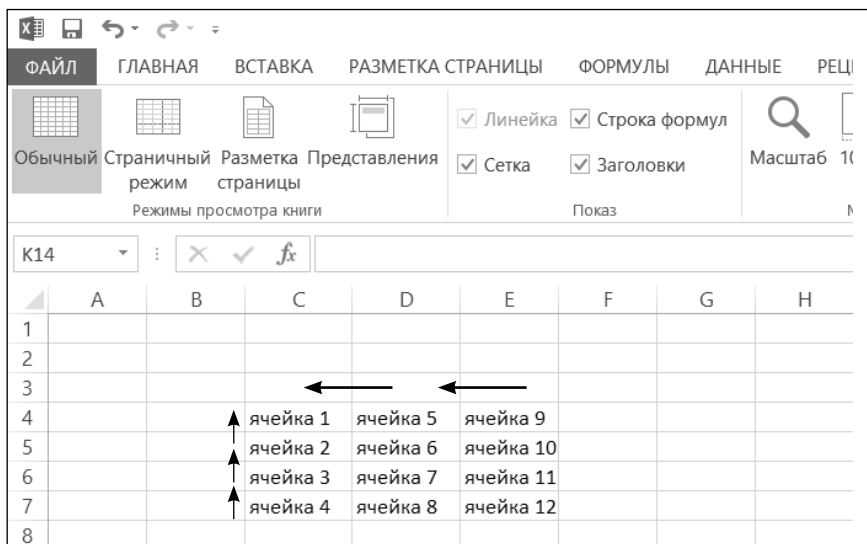 ФАЙЛ ГЛАВНАЯ ВСТАВКА РАЗМЕТКА СТРАНИЦЫ ФОРМУЛЫ ДАННЫЕ РЕЦ
Линейка Строка формул
Обычный Страничный режим Разметка страницы Представления Сетка Заголовки Масштаб 10
Режимы просмотра книги Показ
K14 fx
A B C D E F G H
1
2
3
4 ячейка 1 ячейка 5 ячейка 9
5 ячейка 2 ячейка 6 ячейка 10
6 ячейка 3 ячейка 7 ячейка 11
7 ячейка 4 ячейка 8 ячейка 12
8